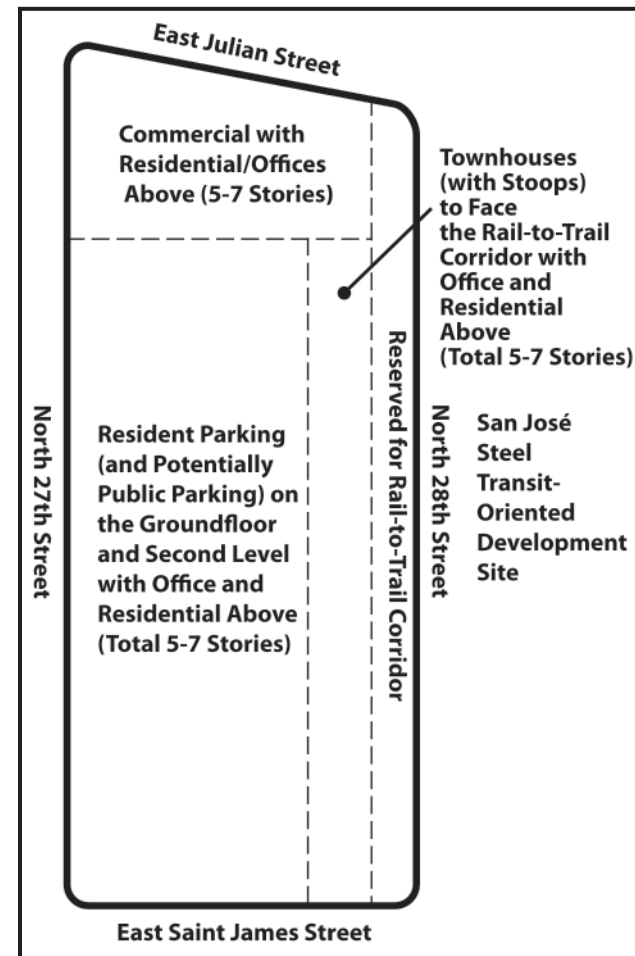 East Julian Street
Commercial with
Residential/Offices
Above (5-7 Stories)
Townhouses
(with Stoops)
to Face
the Rail-to-Trail
Corridor with
Office and
Residential
Above
(Total 5-7 Stories)
North 27th Street
Resident Parking
(and Potentially
Public Parking) on
the Groundfloor
and Second Level
with Office and
Residential Above
(Total 5-7 Stories)
Reserved for Rail-to-Trail Corridor
North 28th Street
San José
Steel
Transit-
Oriented
Development
Site
East Saint James Street